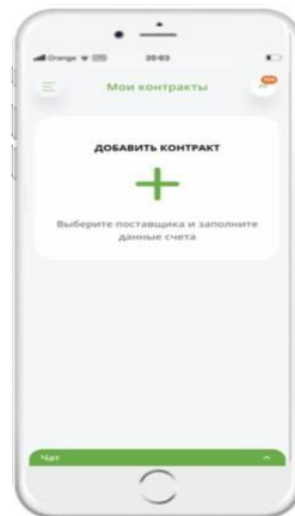 Orange 20:03
Мои контракты
ДОБАВИТЬ КОНТРАКТ
Выберите поставщика и заполните
данные счета
Чат